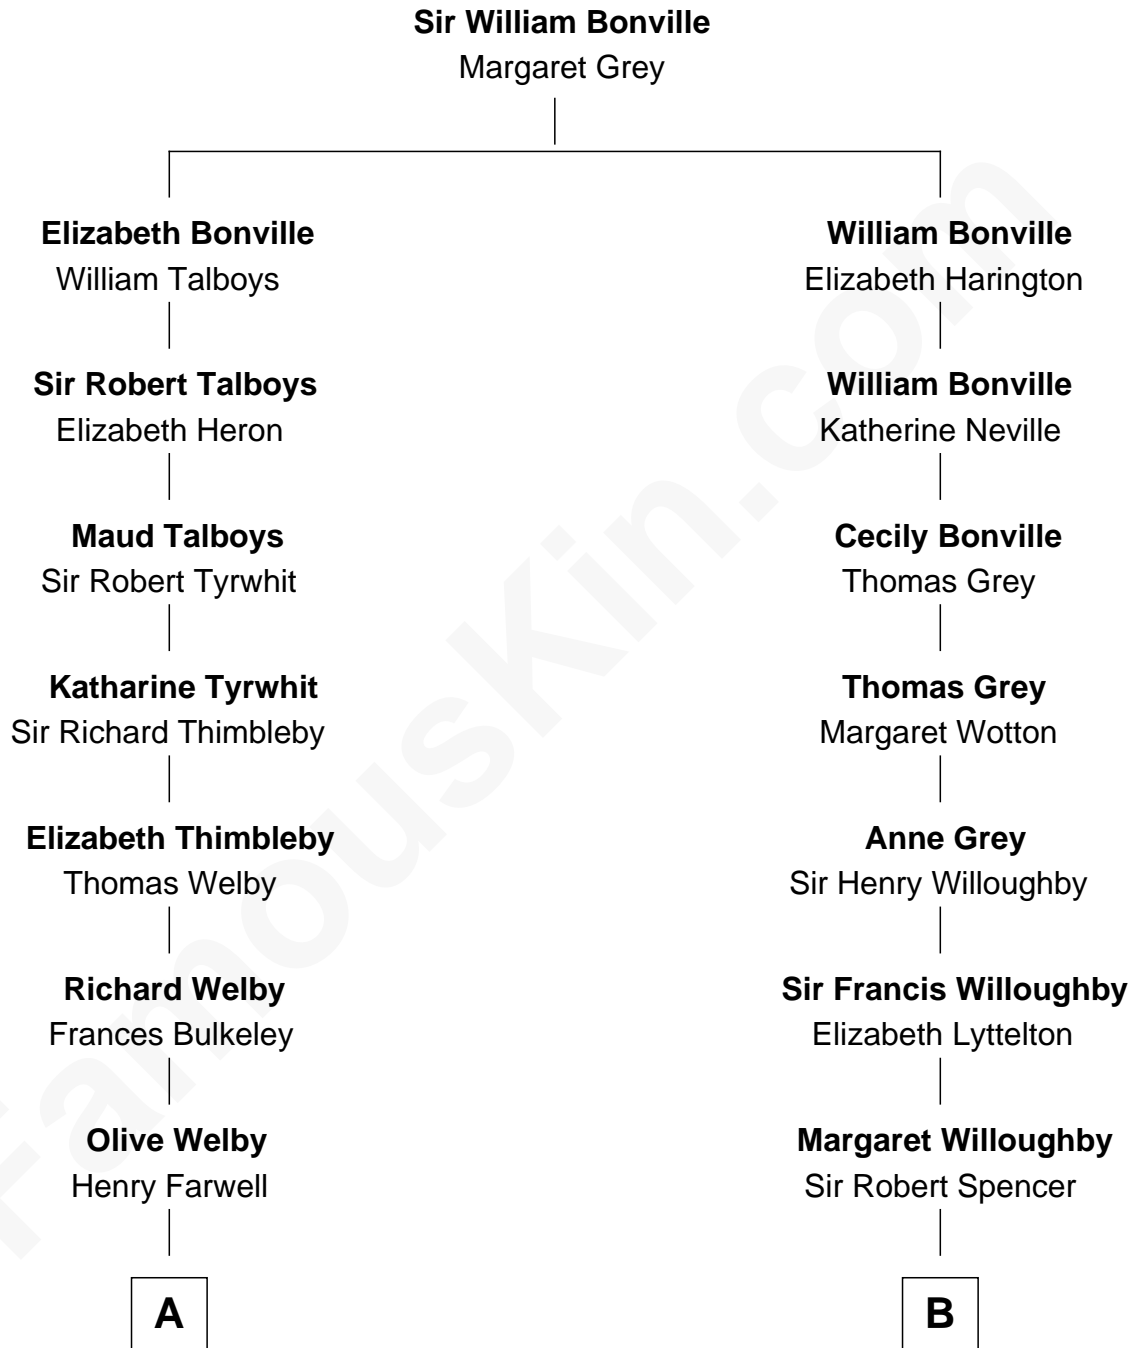 Sir William Bonville
Margaret Grey
Elizabeth Bonville
William Talboys
William Bonville
Elizabeth Harington
Sir Robert Talboys
Elizabeth Heron
William Bonville
Katherine Neville
Maud Talboys
Sir Robert Tyrwhit
Cecily Bonville
Thomas Grey
Katharine Tyrwhit
Sir Richard Thimbleby
Thomas Grey
Margaret Wotton
Elizabeth Thimbleby
Thomas Welby
Anne Grey
Sir Henry Willoughby
Richard Welby
Frances Bulkeley
Sir Francis Willoughby
Elizabeth Lyttelton
Olive Welby
Henry Farwell
Margaret Willoughby
Sir Robert Spencer
A
B
FamousKin.com